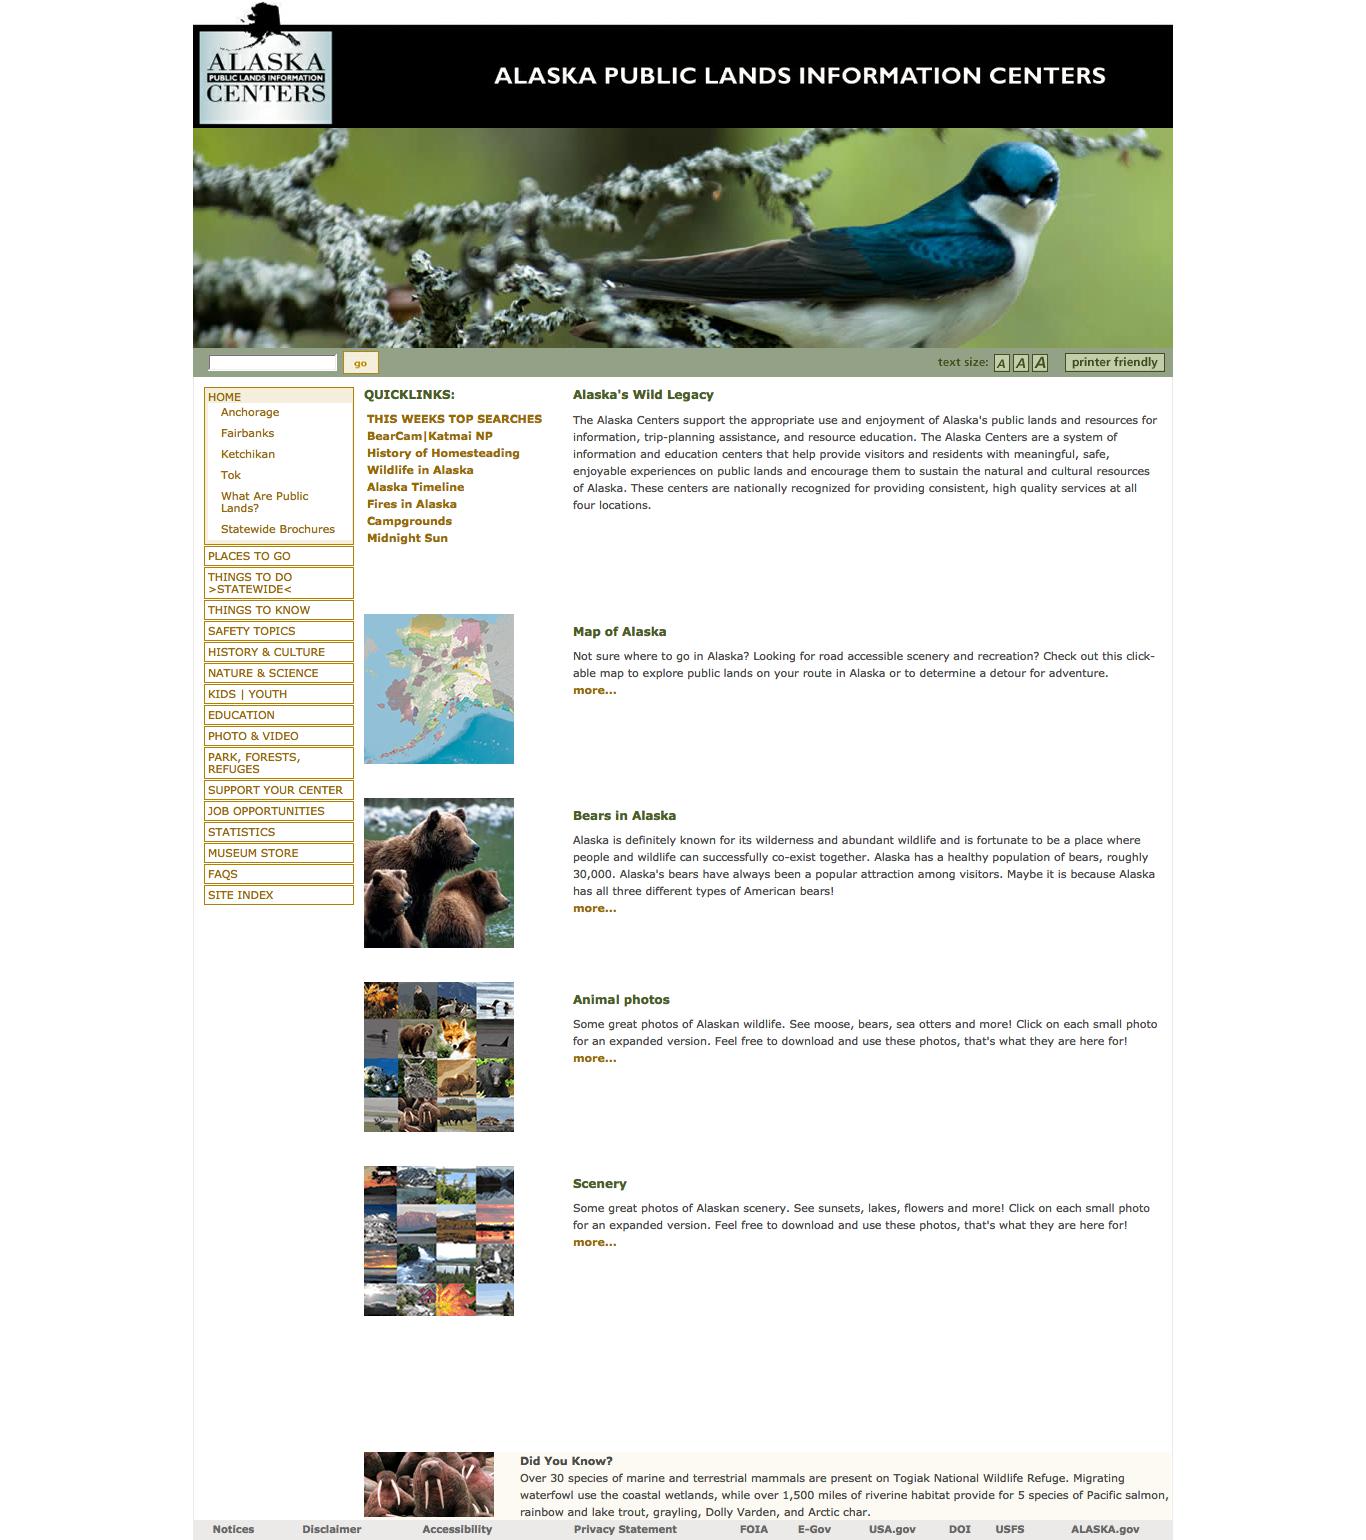 ALASKA
PUBLIC LANDS INFORMATION
CENTERS
ALASKA PUBLIC LANDS INFORMATION CENTERS
go
text size: A A A
printer friendly
HOME
Anchorage
Fairbanks
Ketchikan
Tok
What Are Public
Lands?
Statewide Brochures
PLACES TO GO
THINGS TO DO
>STATEWIDE<
THINGS TO KNOW
SAFETY TOPICS
HISTORY & CULTURE
NATURE & SCIENCE
KIDS | YOUTH
EDUCATION
PHOTO & VIDEO
PARK, FORESTS,
REFUGES
SUPPORT YOUR CENTER
JOB OPPORTUNITIES
STATISTICS
MUSEUM STORE
FAQS
SITE INDEX
QUICKLINKS:
THIS WEEKS TOP SEARCHES
BearCam|Katmai NP
History of Homesteading
Wildlife in Alaska
Alaska Timeline
Fires in Alaska
Campgrounds
Midnight Sun
Alaska's Wild Legacy
The Alaska Centers support the appropriate use and enjoyment of Alaska's public lands and resources for
information, trip-planning assistance, and resource education. The Alaska Centers are a system of
information and education centers that help provide visitors and residents with meaningful, safe,
enjoyable experiences on public lands and encourage them to sustain the natural and cultural resources
of Alaska. These centers are nationally recognized for providing consistent, high quality services at all
four locations.
Map of Alaska
Not sure where to go in Alaska? Looking for road accessible scenery and recreation? Check out this click-
able map to explore public lands on your route in Alaska or to determine a detour for adventure.
more...
Bears in Alaska
Alaska is definitely known for its wilderness and abundant wildlife and is fortunate to be a place where
people and wildlife can successfully co-exist together. Alaska has a healthy population of bears, roughly
30,000. Alaska's bears have always been a popular attraction among visitors. Maybe it is because Alaska
has all three different types of American bears!
more...
Animal photos
Some great photos of Alaskan wildlife. See moose, bears, sea otters and more! Click on each small photo
for an expanded version. Feel free to download and use these photos, that's what they are here for!
more...
Scenery
Some great photos of Alaskan scenery. See sunsets, lakes, flowers and more! Click on each small photo
for an expanded version. Feel free to download and use these photos, that's what they are here for!
more...
Did You Know?
Over 30 species of marine and terrestrial mammals are present on Togiak National Wildlife Refuge. Migrating
waterfowl use the coastal wetlands, while over 1,500 miles of riverine habitat provide for 5 species of Pacific salmon,
rainbow and lake trout, grayling, Dolly Varden, and Arctic char.
Notices Disclaimer Accessibility Privacy Statement FOIA E-Gov USA.gov DOI USFS ALASKA.gov